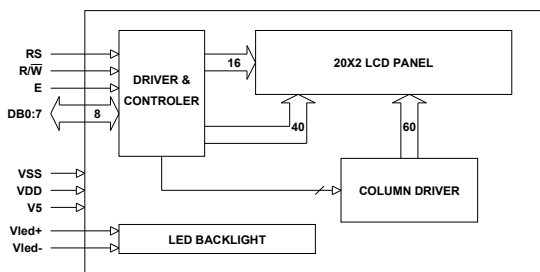 RS
R/W
E
DB0:7
8
DRIVER &
CONTROLER
16
20X2 LCD PANEL
40
60
VSS
VDD
V5
COLUMN DRIVER
Vled+
Vled-
LED BACKLIGHT